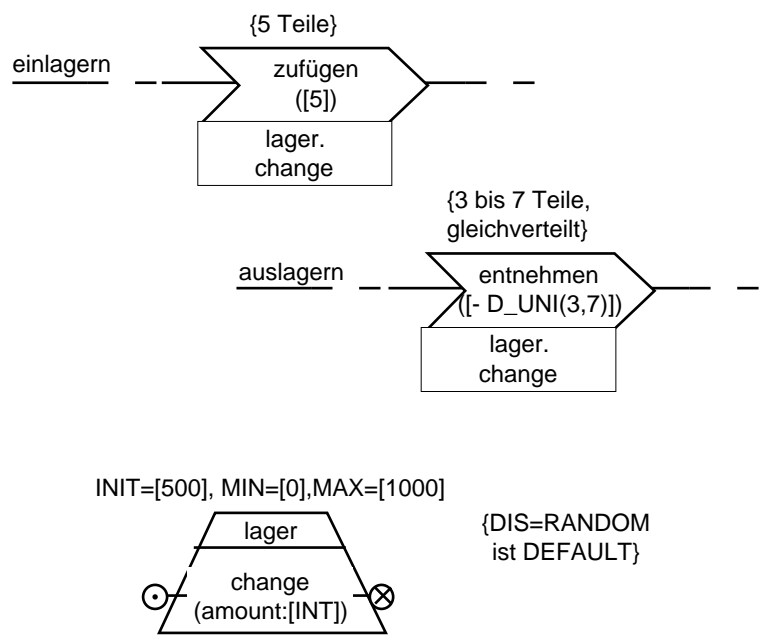 {5 Teile}
einlagern
zufügen
([5])
lager.
change
{3 bis 7 Teile,
gleichverteilt}
auslagern
entnehmen
([- D_UNI(3,7)])
lager.
change
INIT=[500], MIN=[0],MAX=[1000]
lager
{DIS=RANDOM
ist DEFAULT}
change
(amount:[INT])